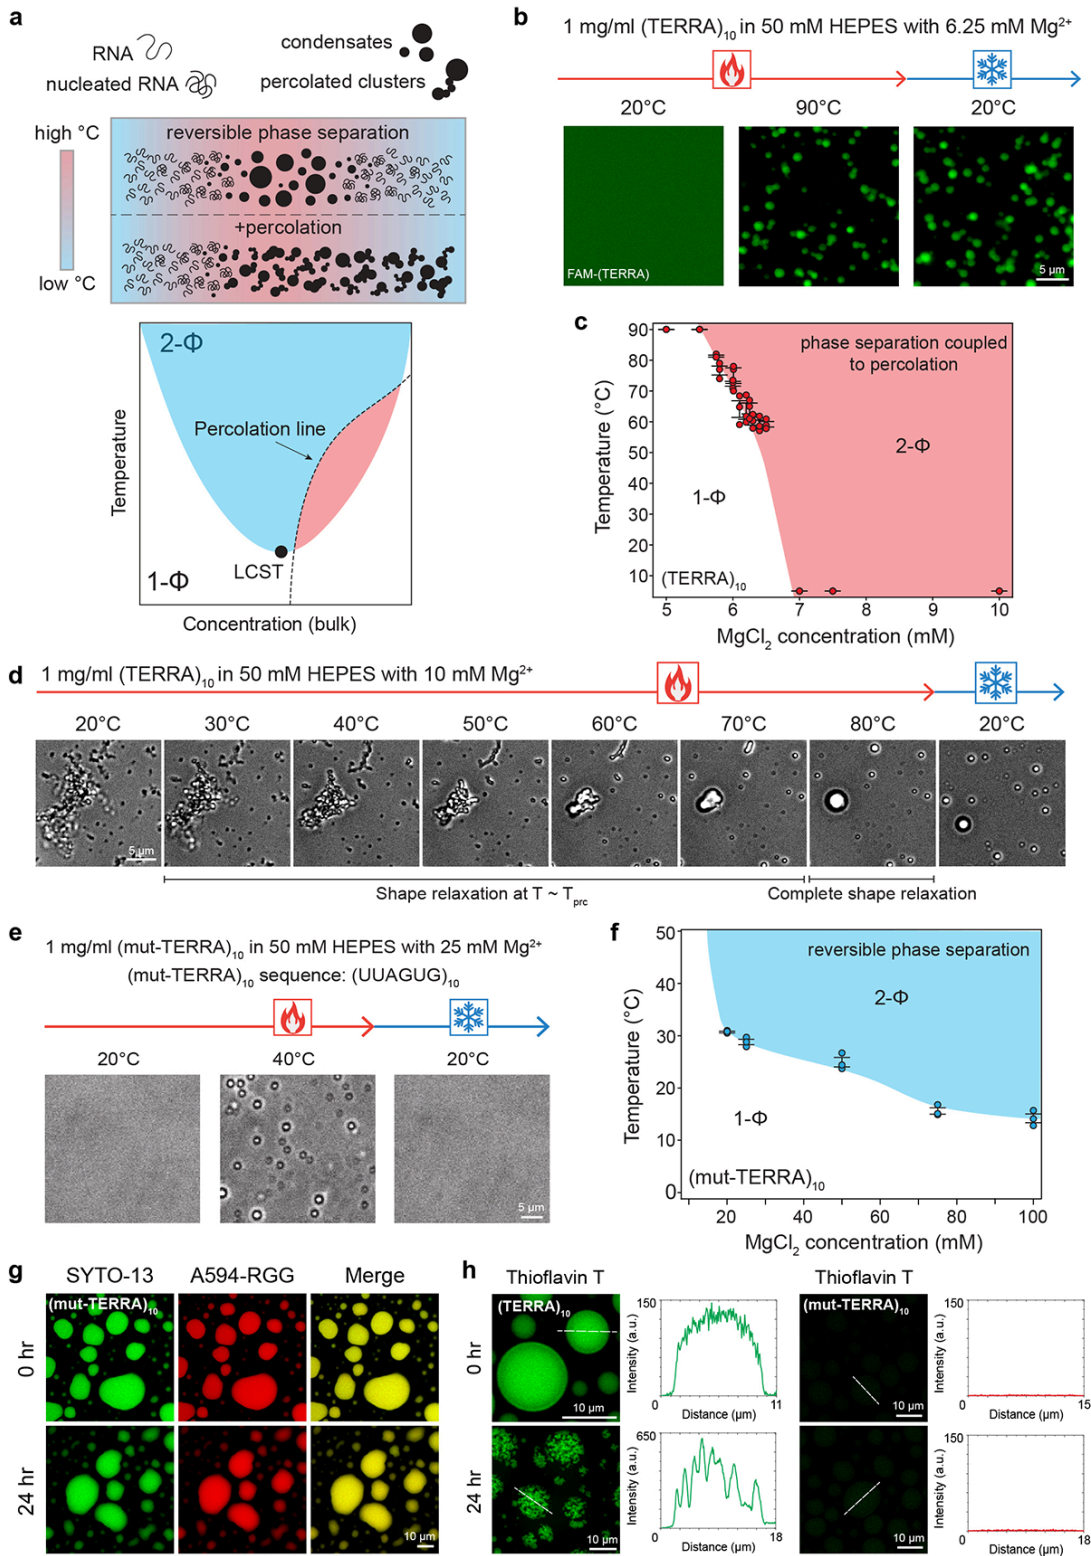 a
RNA
nucleated RNA
condensates
percolated clusters
high °C
low °C
reversible phase separation
+percolation
2-Φ
Percolation line
LCST
1-Φ
Temperature
Concentration (bulk)
b
1 mg/ml (TERRA)10 in 50 mM HEPES with 6.25 mM Mg2+
20°C 90°C 20°C
FAM-(TERRA)
5 µm
c
phase separation coupled
to percolation
2-Φ
1-Φ
(TERRA)10
Temperature (°C)
90
80
70
60
50
40
30
20
10
5 6 7 8 9 10
MgCl2 concentration (mM)
d
1 mg/ml (TERRA)10 in 50 mM HEPES with 10 mM Mg2+
20°C 30°C 40°C 50°C 60°C 70°C 80°C 20°C
5 µm
Shape relaxation at T ~ Tprc
Complete shape relaxation
e
1 mg/ml (mut-TERRA)10 in 50 mM HEPES with 25 mM Mg2+
(mut-TERRA)10 sequence: (UUAGUG)10
20°C 40°C 20°C
5 µm
f
reversible phase separation
2-Φ
1-Φ
(mut-TERRA)10
Temperature (°C)
50
40
30
20
10
0
20 40 60 80 100
MgCl2 concentration (mM)
g
SYTO-13 A594-RGG Merge
(mut-TERRA)10
0 hr
24 hr
10 µm
h
Thioflavin T
Thioflavin T
0 hr
(TERRA)10
10 µm
150
Intensity (a.u.)
0 11
Distance (µm)
(mut-TERRA)10
10 µm
150
Intensity (a.u.)
0 15
Distance (µm)
24 hr
10 µm
650
Intensity (a.u.)
0 18
Distance (µm)
10 µm
150
Intensity (a.u.)
0 18
Distance (µm)